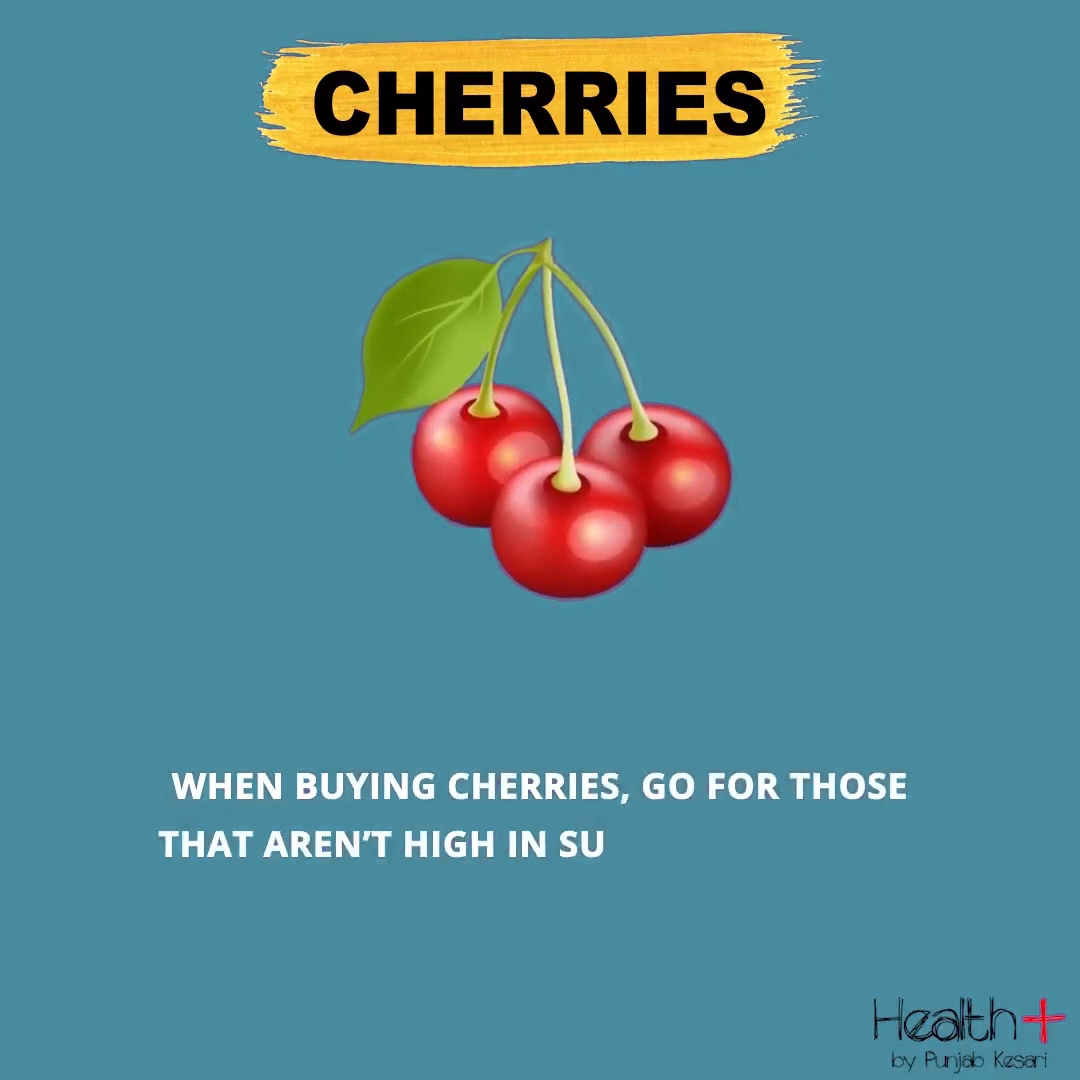 CHERRIES
WHEN BUYING CHERRIES, GO FOR THOSE
THAT AREN’T HIGH IN SU
Health+
by Punjab Kesari